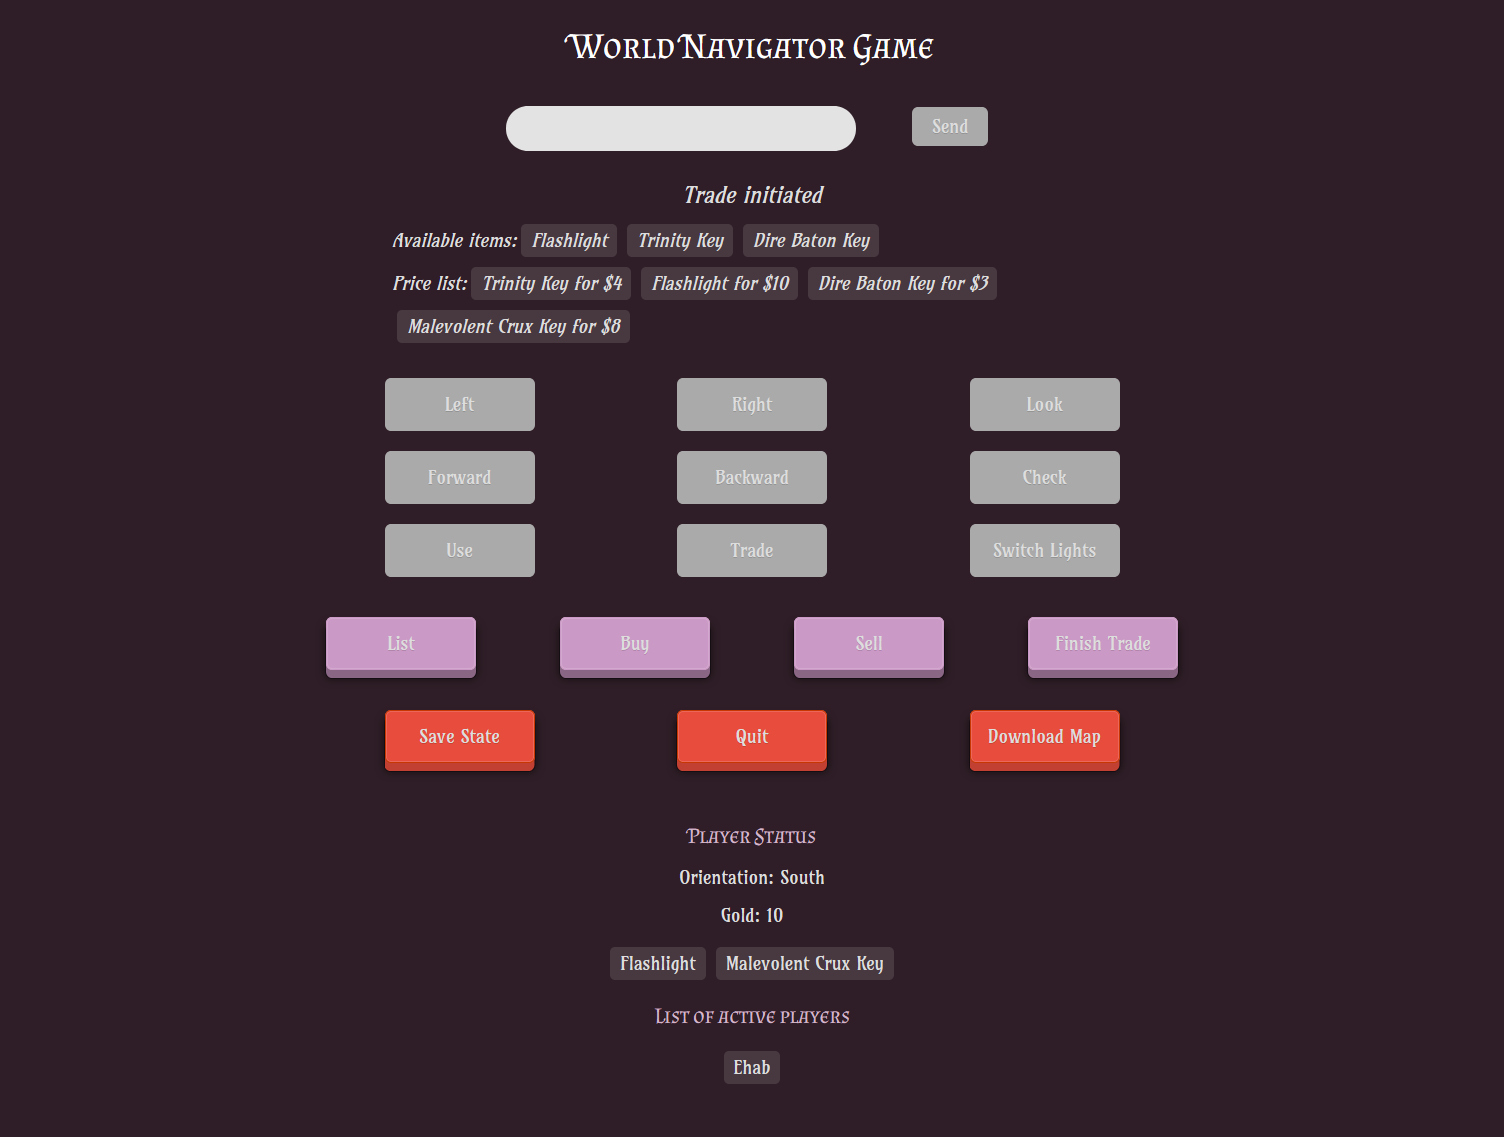 World Navigator Game
Send
Trade initiated
Available items: Flashlight Trinity Key Dire Baton Key
Price list: Trinity Key for $4 Flashlight for $10 Dire Baton Key for $3
Malevolent Crux Key for $8
Left Right Look
Forward Backward Check
Use Trade Switch Lights
List Buy Sell Finish Trade
Save State Quit Download Map
Player Status
Orientation: South
Gold: 10
Flashlight Malevolent Crux Key
List of active players
Ehab